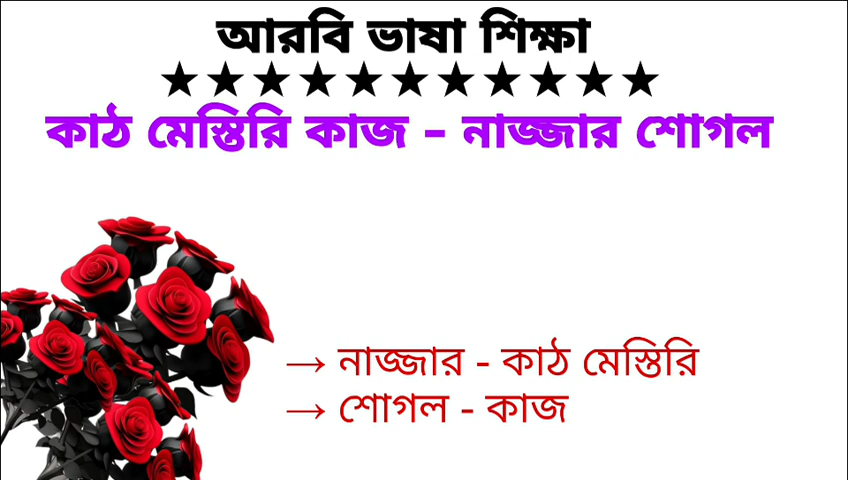 আরবি ভাষা শিক্ষা
★★★★★★★★★★★
কাঠ মেস্তিরি কাজ - নাজ্জার শোগল
→ নাজ্জার - কাঠ মেস্তিরি
→ শোগল - কাজ